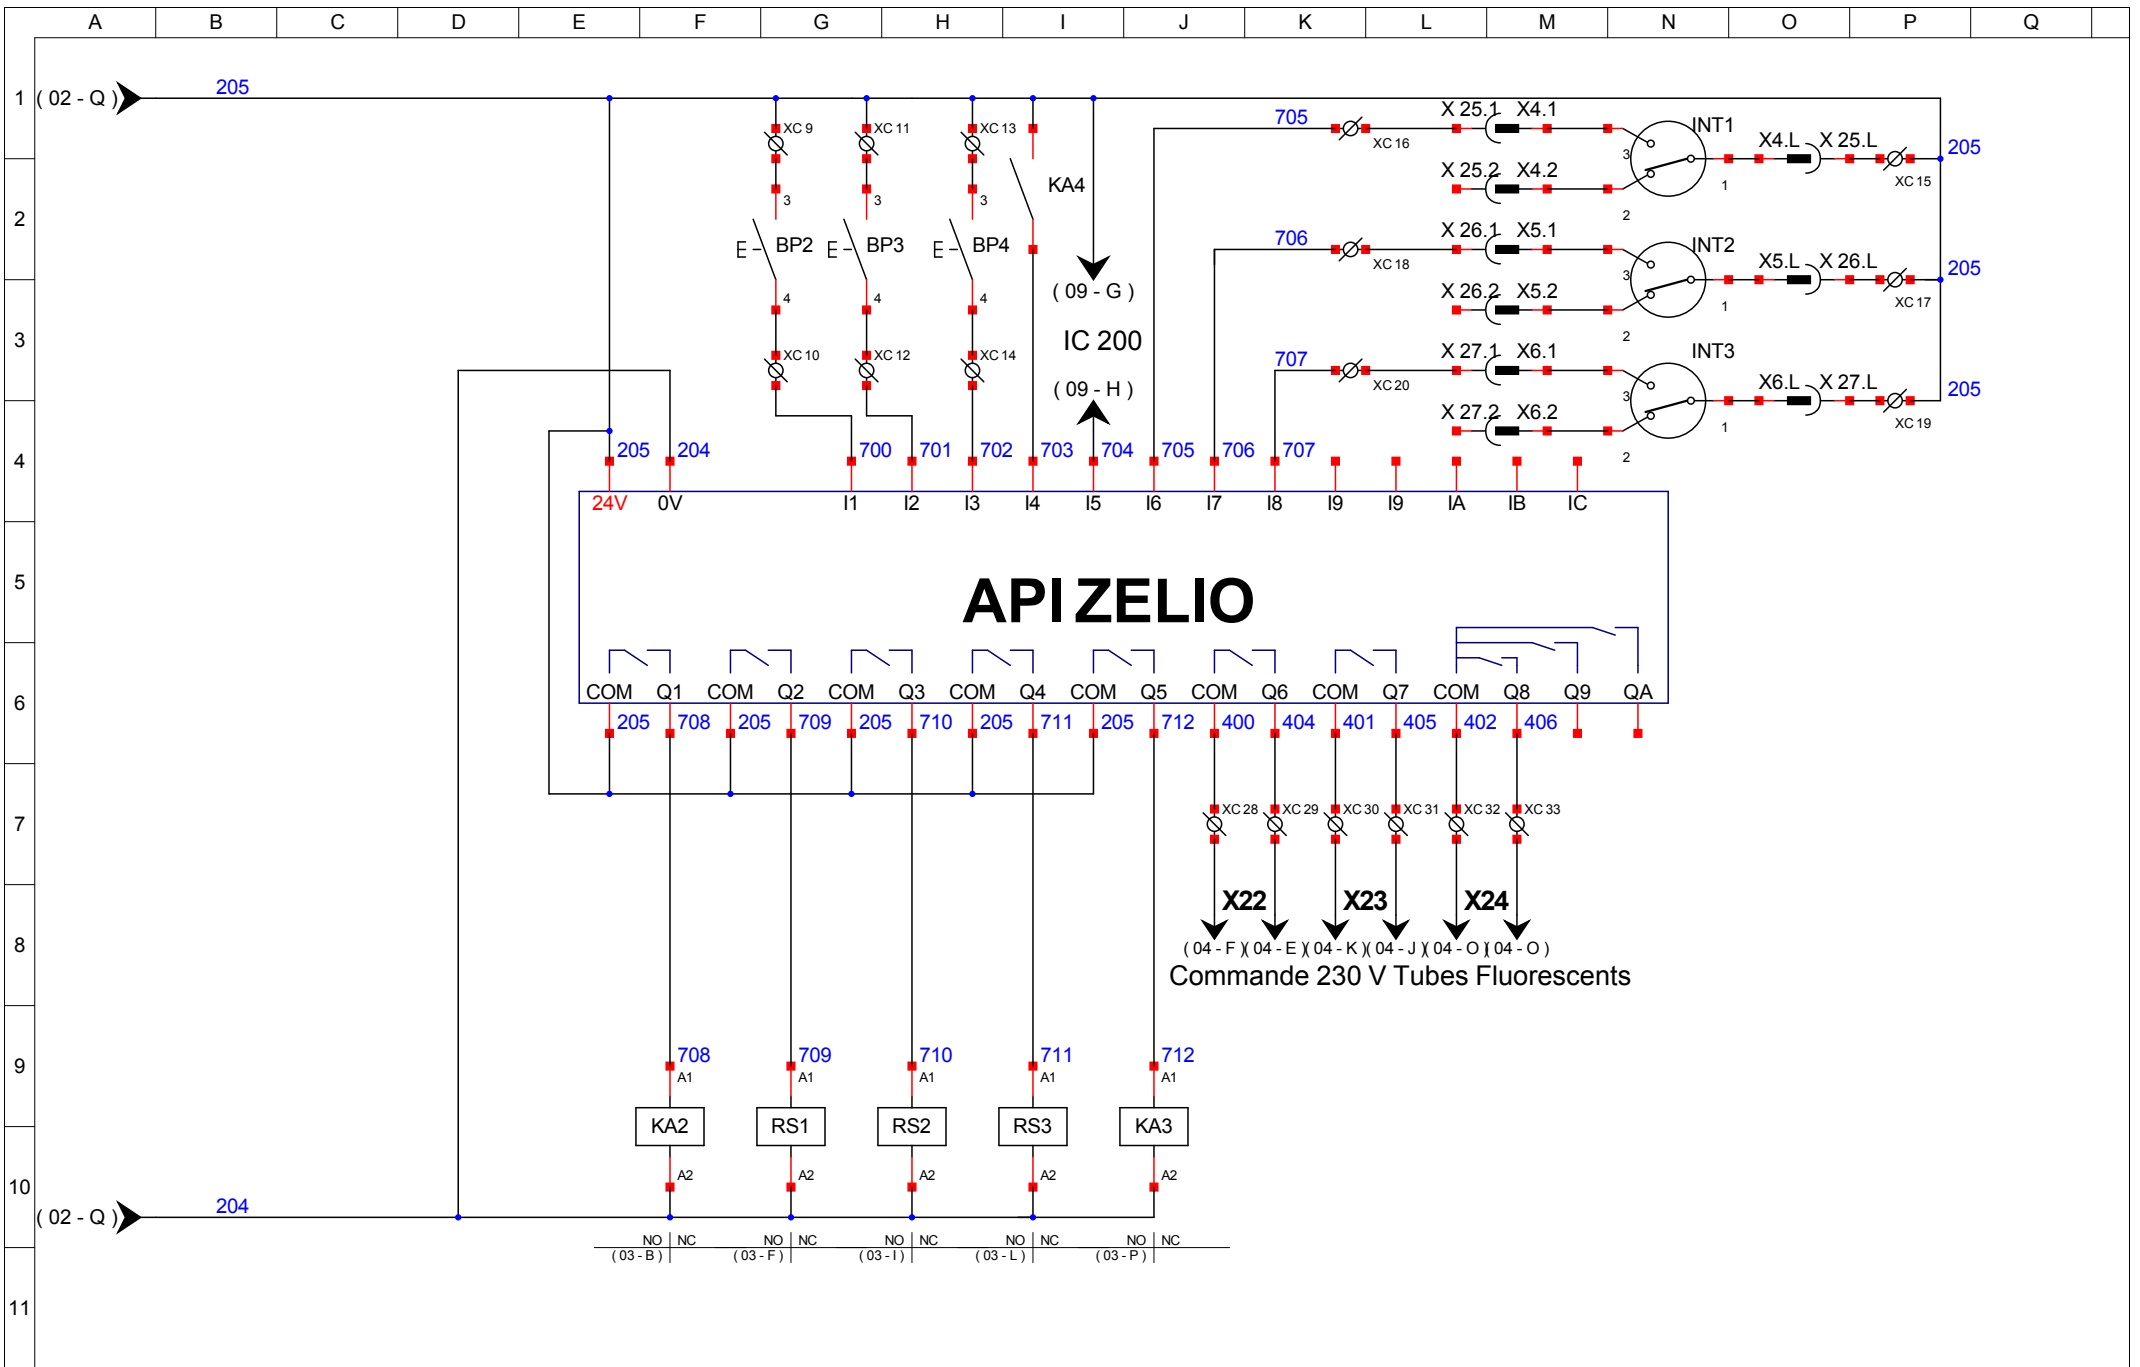 A B C D E F G H I J K L M N O P Q
1 ( 02 - Q ) 205
XC 9 XC 11 XC 13 705 XC 16 X 25.1 X4.1 INT1 X4.L X 25.L 205
3 1 XC 15
KA4 X 25.2 X4.2
2 3 3 3 2
BP2 BP3 BP4 706 XC 18 X 26.1 X5.1 INT2 X5.L X 26.L 205
3 1 XC 17
4 4 4 ( 09 - G ) X 26.2 X5.2
3 IC 200 2
XC 10 XC 12 XC 14 707 XC 20 X 27.1 X6.1 INT3 X6.L X 27.L 205
3 1 XC 19
( 09 - H ) X 27.2 X6.2
4 205 204 700 701 702 703 704 705 706 707 2
24V 0V I1 I2 I3 I4 I5 I6 I7 I8 I9 I9 IA IB IC
5 API ZELIO
6 COM Q1 COM Q2 COM Q3 COM Q4 COM Q5 COM Q6 COM Q7 COM Q8 Q9 QA
205 708 205 709 205 710 205 711 205 712 400 404 401 405 402 406
7 XC 28 XC 29 XC 30 XC 31 XC 32 XC 33
X22 X23 X24
8 ( 04 - F ) ( 04 - E ) ( 04 - K ) ( 04 - J ) ( 04 - O ) ( 04 - O )
Commande 230 V Tubes Fluorescents
9 708 709 710 711 712
A1 A1 A1 A1 A1
KA2 RS1 RS2 RS3 KA3
A2 A2 A2 A2 A2
10
( 02 - Q ) 204
NO NC NO NC NO NC NO NC NO NC
( 03 - B ) ( 03 - F ) ( 03 - I ) ( 03 - L ) ( 03 - P )
11